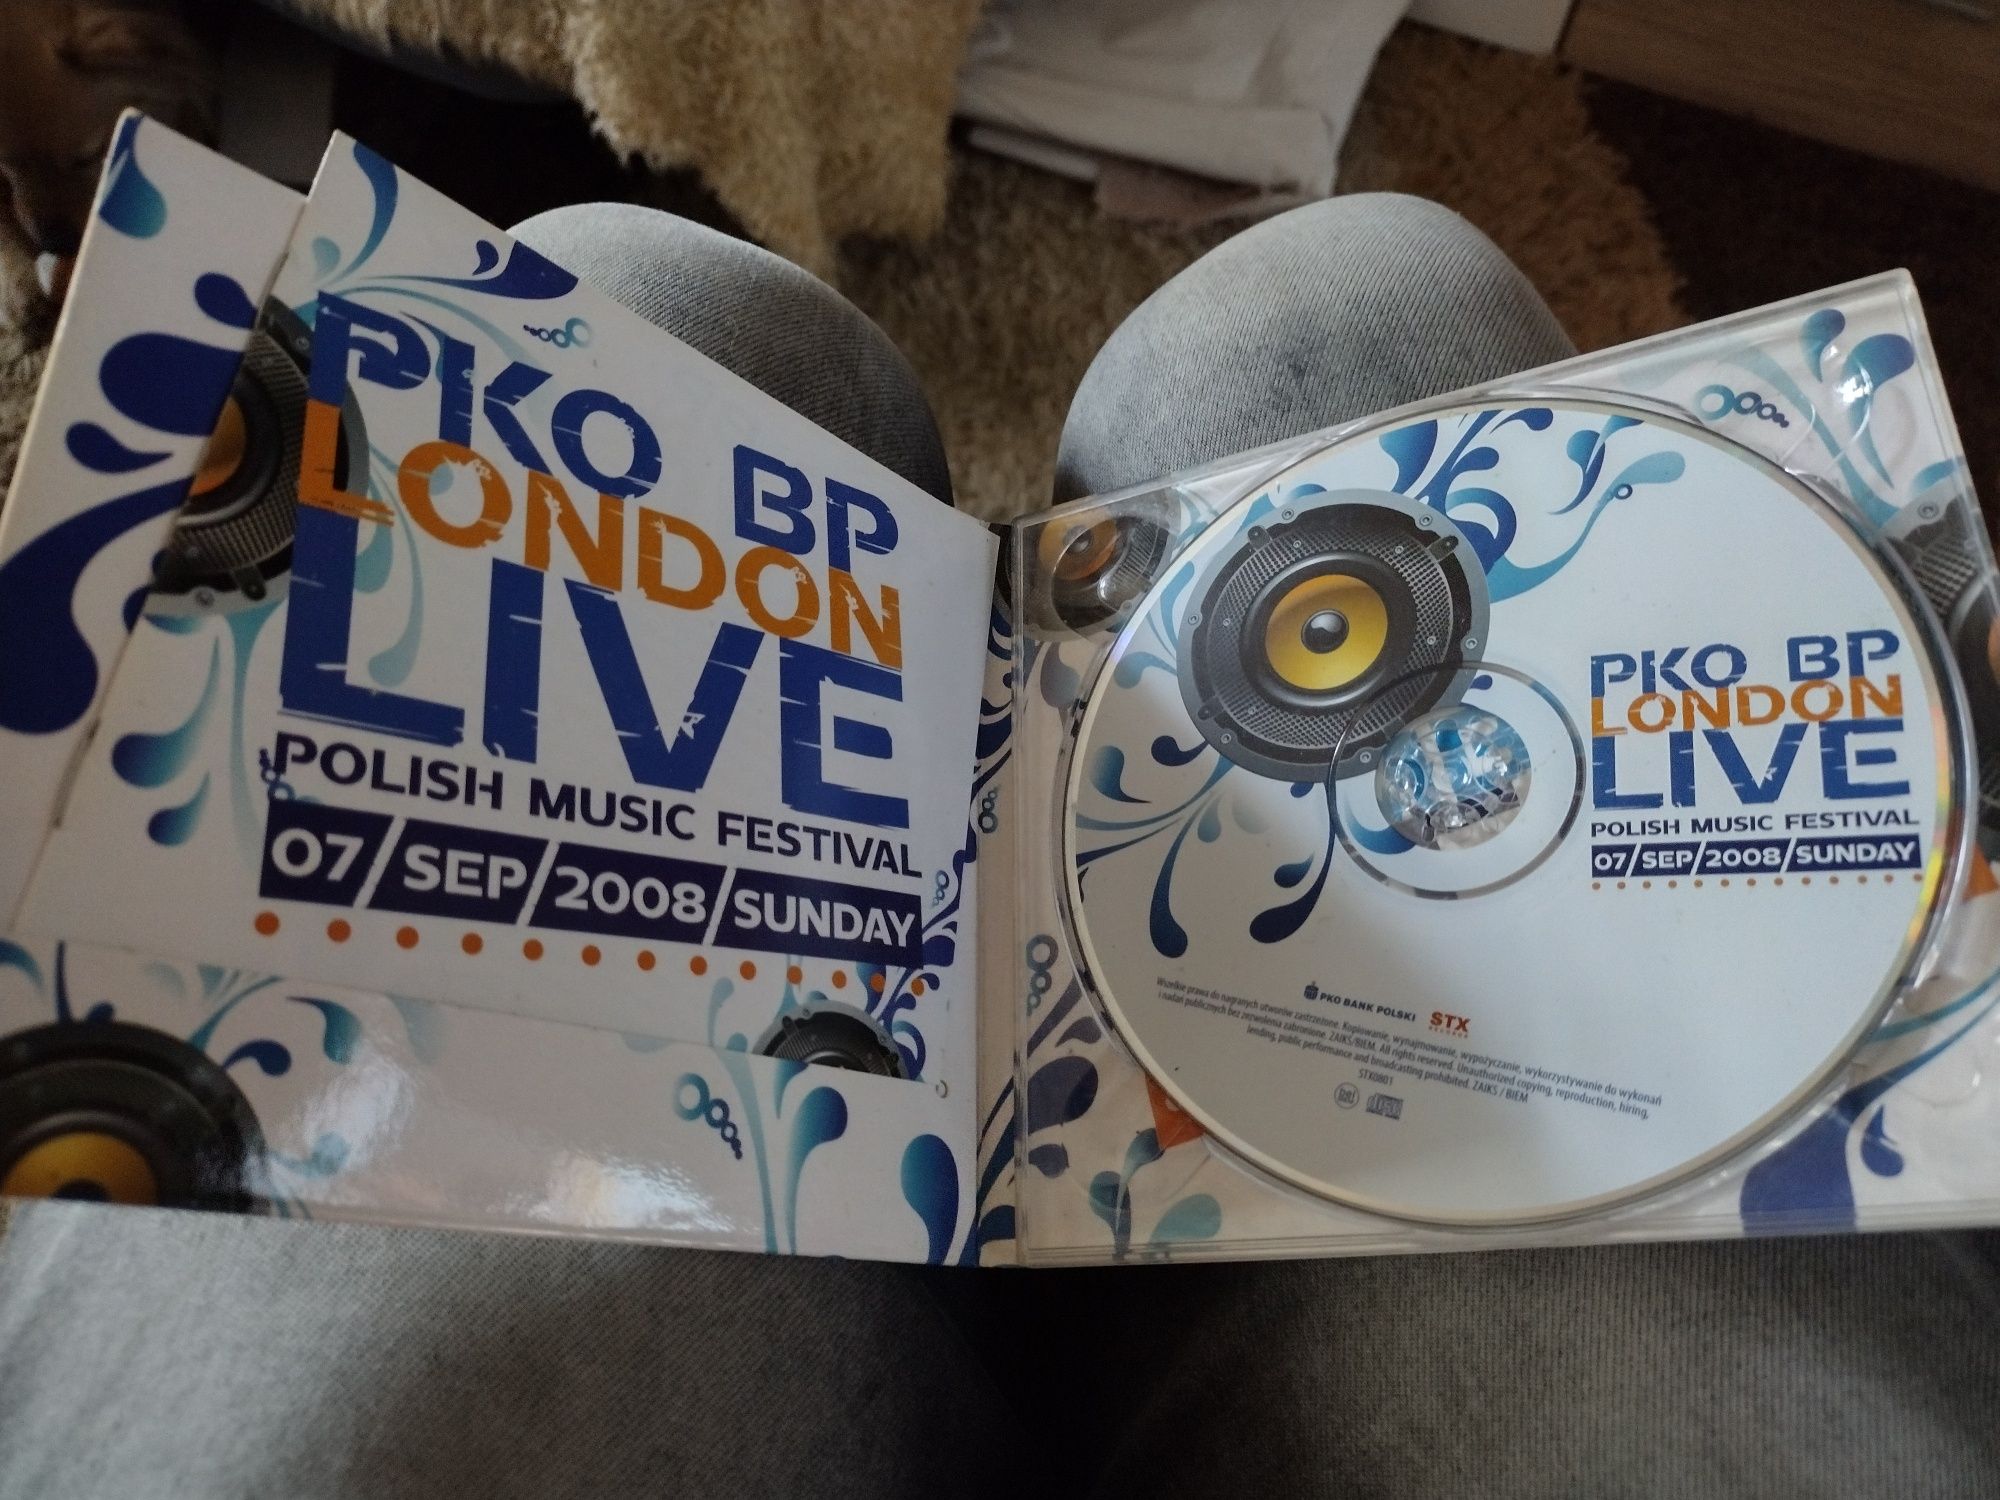 PKO BP
LONDON
LIVE
POLISH MUSIC FESTIVAL
07/SEP/2008/SUNDAY
PKO BP
LONDON
LIVE
POLISH MUSIC FESTIVAL
07/SEP/2008/SUNDAY
PKO BANK POLSKI
STX
RECORDS
Wszelkie prawa do nagranych utworów zastrzeżone. Kopiowanie, wynajmowanie, wypożyczanie, wykorzystywanie do wykonań
i nadań publicznych bez zezwolenia zabronione. ZAIKS/BIEM. All rights reserved. Unauthorized copying, reproduction, hiring,
lending, public performance and broadcasting prohibited. ZAIKS / BIEM
STX0801